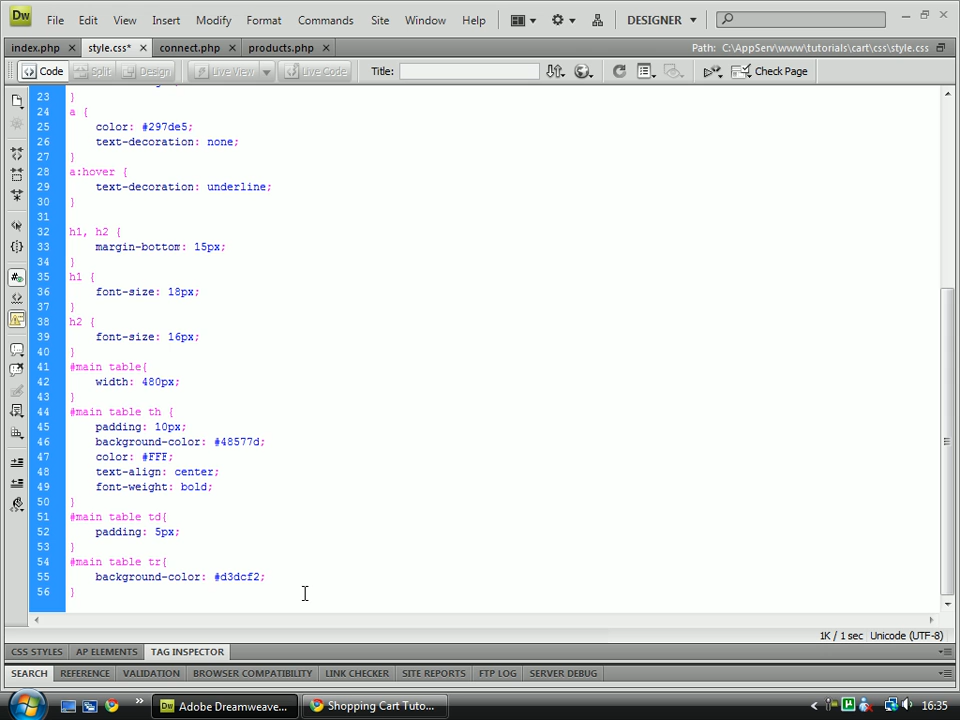 Dw File Edit View Insert Modify Format Commands Site Window Help DESIGNER
index.php style.css* connect.php products.php Path: C:\AppServ\www\tutorials\cart\css\style.css
Code Split Design Live View Live Code Title: Check Page
23 }
24 a {
25 color: #297de5;
26 text-decoration: none;
27 }
28 a:hover {
29 text-decoration: underline;
30 }
31
32 h1, h2 {
33 margin-bottom: 15px;
34 }
35 h1 {
36 font-size: 18px;
37 }
38 h2 {
39 font-size: 16px;
40 }
41 #main table{
42 width: 480px;
43 }
44 #main table th {
45 padding: 10px;
46 background-color: #48577d;
47 color: #FFF;
48 text-align: center;
49 font-weight: bold;
50 }
51 #main table td{
52 padding: 5px;
53 }
54 #main table tr{
55 background-color: #d3dcf2;
56 }
1K / 1 sec Unicode (UTF-8)
CSS STYLES AP ELEMENTS TAG INSPECTOR
SEARCH REFERENCE VALIDATION BROWSER COMPATIBILITY LINK CHECKER SITE REPORTS FTP LOG SERVER DEBUG
Dw Adobe Dreamweave... Shopping Cart Tuto... 16:35